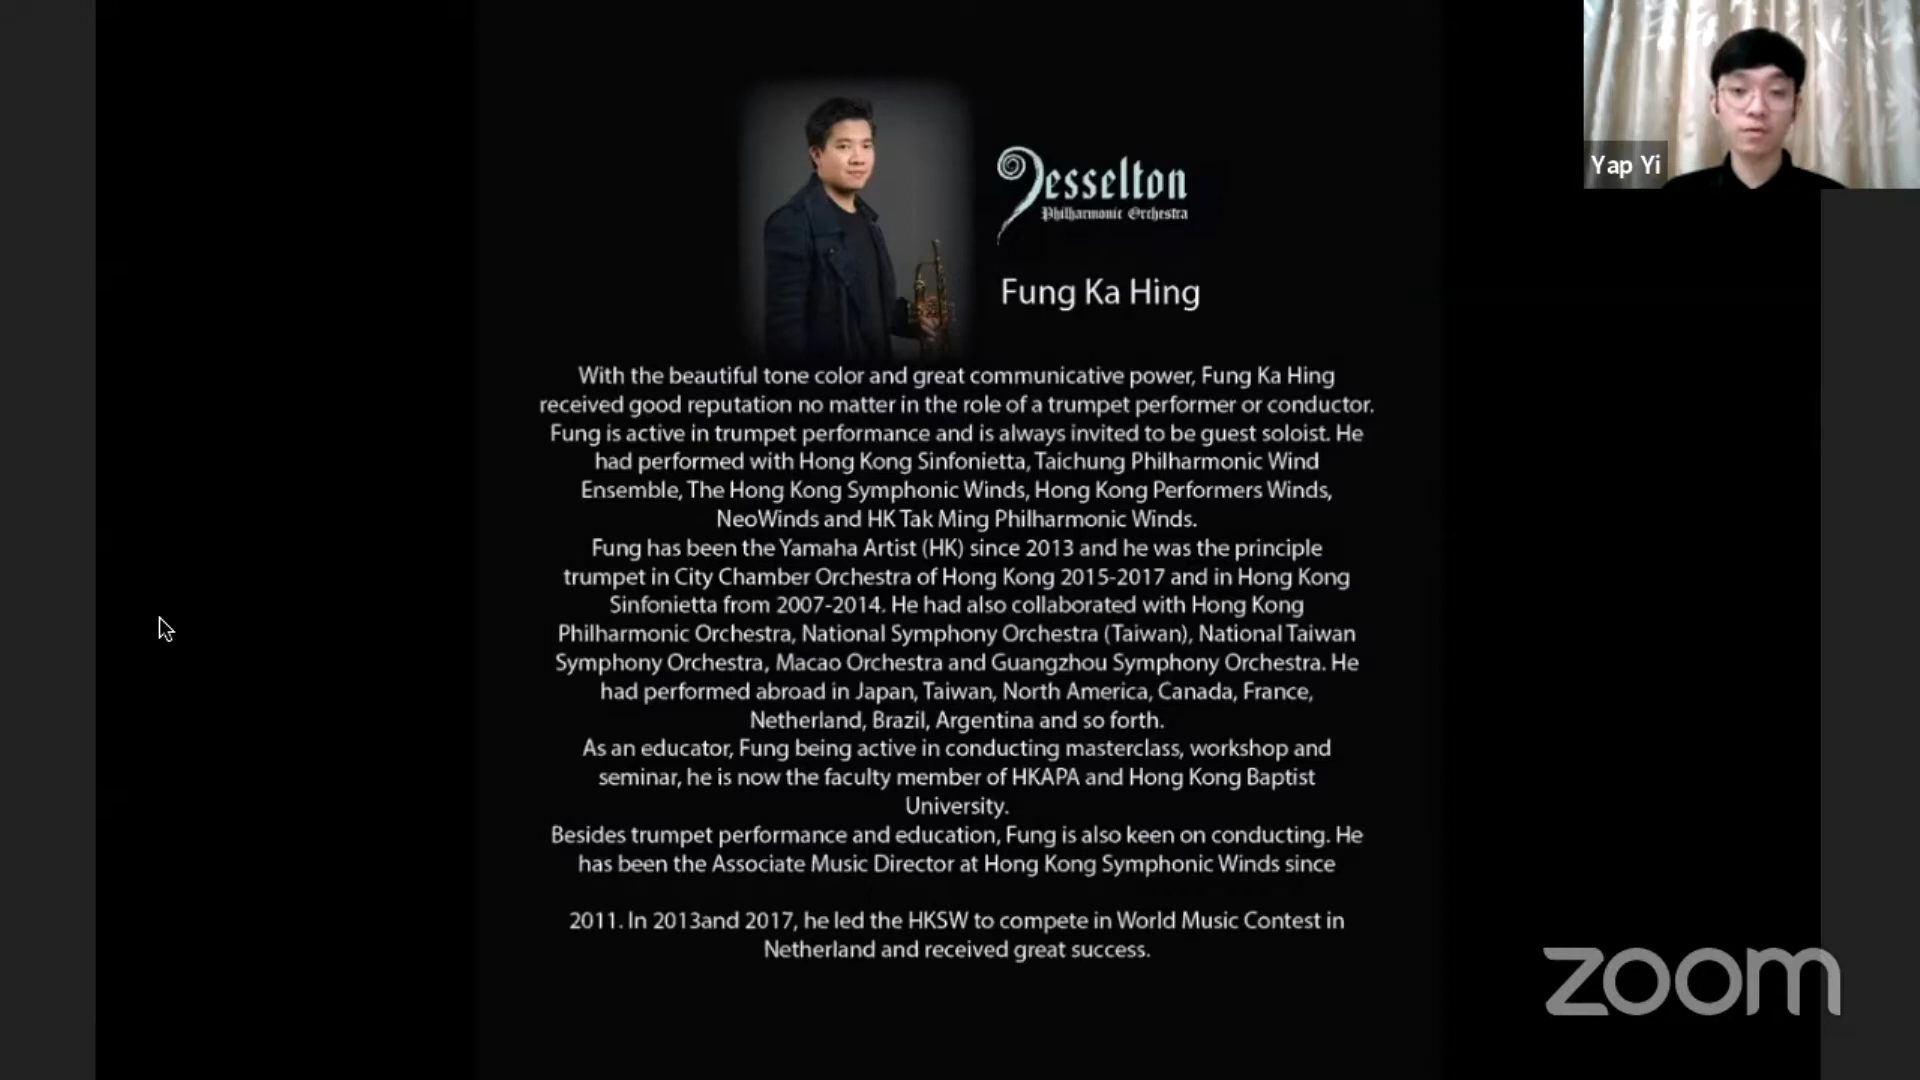 Yap Yi
Jesselton
Philharmonic Orchestra
Fung Ka Hing
With the beautiful tone color and great communicative power, Fung Ka Hing
received good reputation no matter in the role of a trumpet performer or conductor.
Fung is active in trumpet performance and is always invited to be guest soloist. He
had performed with Hong Kong Sinfonietta, Taichung Philharmonic Wind
Ensemble, The Hong Kong Symphonic Winds, Hong Kong Performers Winds,
NeoWinds and HK Tak Ming Philharmonic Winds.
Fung has been the Yamaha Artist (HK) since 2013 and he was the principle
trumpet in City Chamber Orchestra of Hong Kong 2015-2017 and in Hong Kong
Sinfonietta from 2007-2014. He had also collaborated with Hong Kong
Philharmonic Orchestra, National Symphony Orchestra (Taiwan), National Taiwan
Symphony Orchestra, Macao Orchestra and Guangzhou Symphony Orchestra. He
had performed abroad in Japan, Taiwan, North America, Canada, France,
Netherland, Brazil, Argentina and so forth.
As an educator, Fung being active in conducting masterclass, workshop and
seminar, he is now the faculty member of HKAPA and Hong Kong Baptist
University.
Besides trumpet performance and education, Fung is also keen on conducting. He
has been the Associate Music Director at Hong Kong Symphonic Winds since
2011. In 2013and 2017, he led the HKSW to compete in World Music Contest in
Netherland and received great success.
zoom